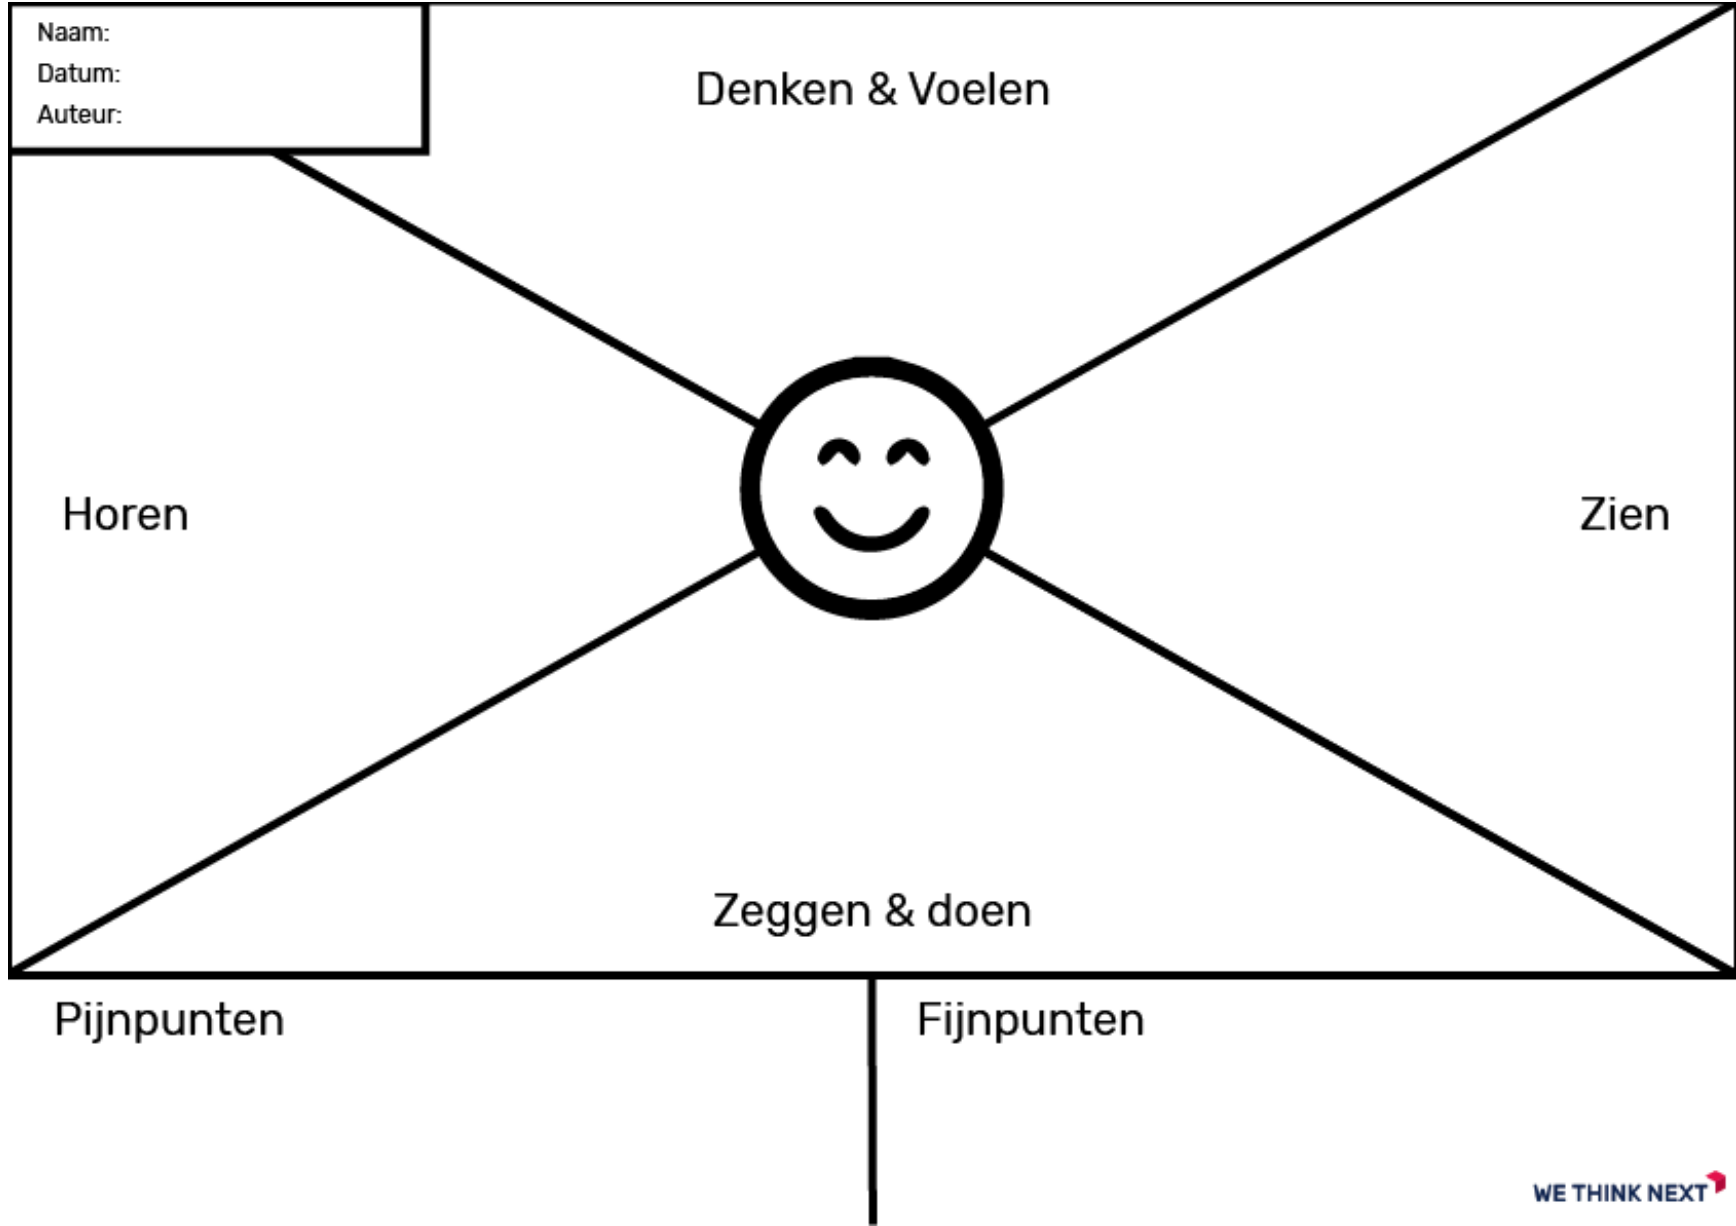 Naam:
Datum:
Auteur:
Denken & Voelen
Horen
Zien
Zeggen & doen
Pijnpunten
Fijnpunten
WE THINK NEXT